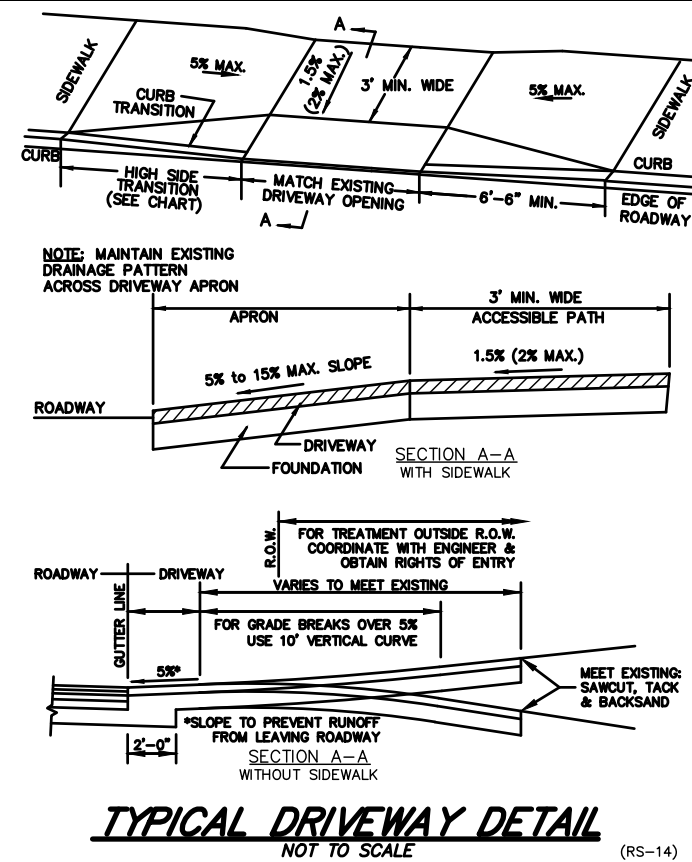 A
SIDEWALK
5% MAX.
1.5%
(2% MAX.)
3' MIN. WIDE
5% MAX.
SIDEWALK
CURB
TRANSITION
CURB
CURB
HIGH SIDE
TRANSITION
(SEE CHART)
MATCH EXISTING
DRIVEWAY OPENING
6'-6" MIN.
EDGE OF
ROADWAY
A
NOTE: MAINTAIN EXISTING
DRAINAGE PATTERN
ACROSS DRIVEWAY APRON
APRON
3' MIN. WIDE
ACCESSIBLE PATH
5% to 15% MAX. SLOPE
1.5% (2% MAX.)
ROADWAY
DRIVEWAY
FOUNDATION
SECTION A-A
WITH SIDEWALK
R.O.W.
FOR TREATMENT OUTSIDE R.O.W.
COORDINATE WITH ENGINEER &
OBTAIN RIGHTS OF ENTRY
ROADWAY
DRIVEWAY
VARIES TO MEET EXISTING
GUTTER LINE
FOR GRADE BREAKS OVER 5%
USE 10' VERTICAL CURVE
5%*
MEET EXISTING:
SAWCUT, TACK
& BACKSAND
*SLOPE TO PREVENT RUNOFF
FROM LEAVING ROADWAY
2'-0"
SECTION A-A
WITHOUT SIDEWALK
TYPICAL DRIVEWAY DETAIL
NOT TO SCALE
(RS-14)